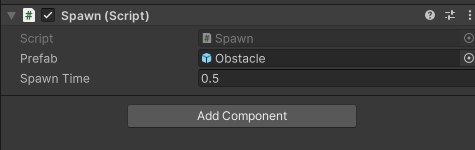 Spawn (Script)
Script Spawn
Prefab Obstacle
Spawn Time 0.5
Add Component